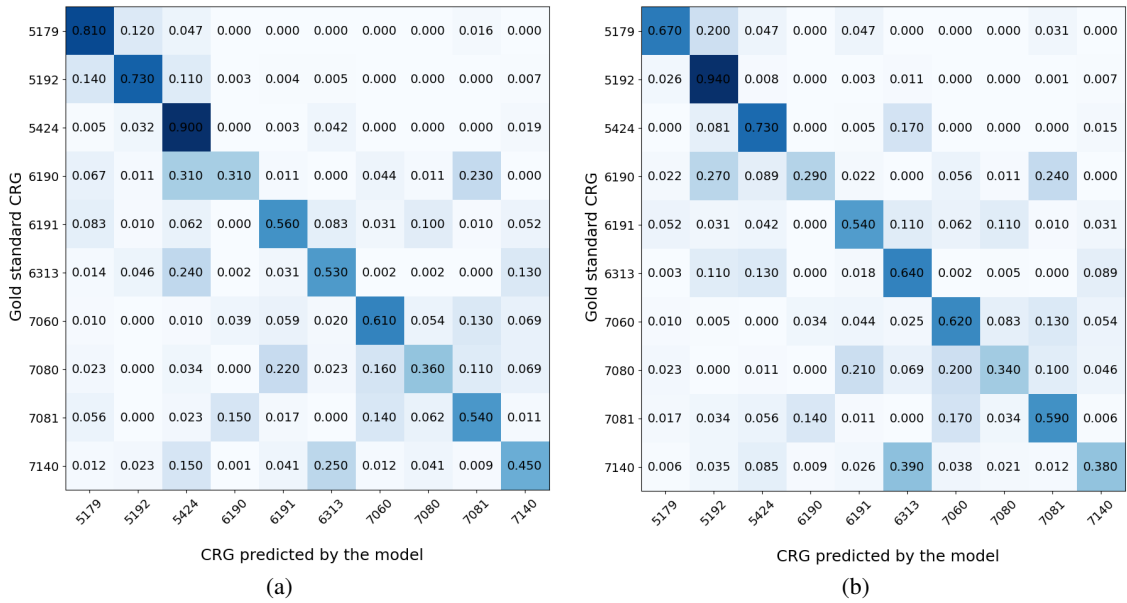 Gold standard CRG
5179 0.810 0.120 0.047 0.000 0.000 0.000 0.000 0.000 0.016 0.000
5192 0.140 0.730 0.110 0.003 0.004 0.005 0.000 0.000 0.000 0.007
5424 0.005 0.032 0.900 0.000 0.003 0.042 0.000 0.000 0.000 0.019
6190 0.067 0.011 0.310 0.310 0.011 0.000 0.044 0.011 0.230 0.000
6191 0.083 0.010 0.062 0.000 0.560 0.083 0.031 0.100 0.010 0.052
6313 0.014 0.046 0.240 0.002 0.031 0.530 0.002 0.002 0.000 0.130
7060 0.010 0.000 0.010 0.039 0.059 0.020 0.610 0.054 0.130 0.069
7080 0.023 0.000 0.034 0.000 0.220 0.023 0.160 0.360 0.110 0.069
7081 0.056 0.000 0.023 0.150 0.017 0.000 0.140 0.062 0.540 0.011
7140 0.012 0.023 0.150 0.001 0.041 0.250 0.012 0.041 0.009 0.450
5179 5192 5424 6190 6191 6313 7060 7080 7081 7140
CRG predicted by the model
(a)
Gold standard CRG
5179 0.670 0.200 0.047 0.000 0.047 0.000 0.000 0.000 0.031 0.000
5192 0.026 0.940 0.008 0.000 0.003 0.011 0.000 0.000 0.001 0.007
5424 0.000 0.081 0.730 0.000 0.005 0.170 0.000 0.000 0.000 0.015
6190 0.022 0.270 0.089 0.290 0.022 0.000 0.056 0.011 0.240 0.000
6191 0.052 0.031 0.042 0.000 0.540 0.110 0.062 0.110 0.010 0.031
6313 0.003 0.110 0.130 0.000 0.018 0.640 0.002 0.005 0.000 0.089
7060 0.010 0.005 0.000 0.034 0.044 0.025 0.620 0.083 0.130 0.054
7080 0.023 0.000 0.011 0.000 0.210 0.069 0.200 0.340 0.100 0.046
7081 0.017 0.034 0.056 0.140 0.011 0.000 0.170 0.034 0.590 0.006
7140 0.006 0.035 0.085 0.009 0.026 0.390 0.038 0.021 0.012 0.380
5179 5192 5424 6190 6191 6313 7060 7080 7081 7140
CRG predicted by the model
(b)